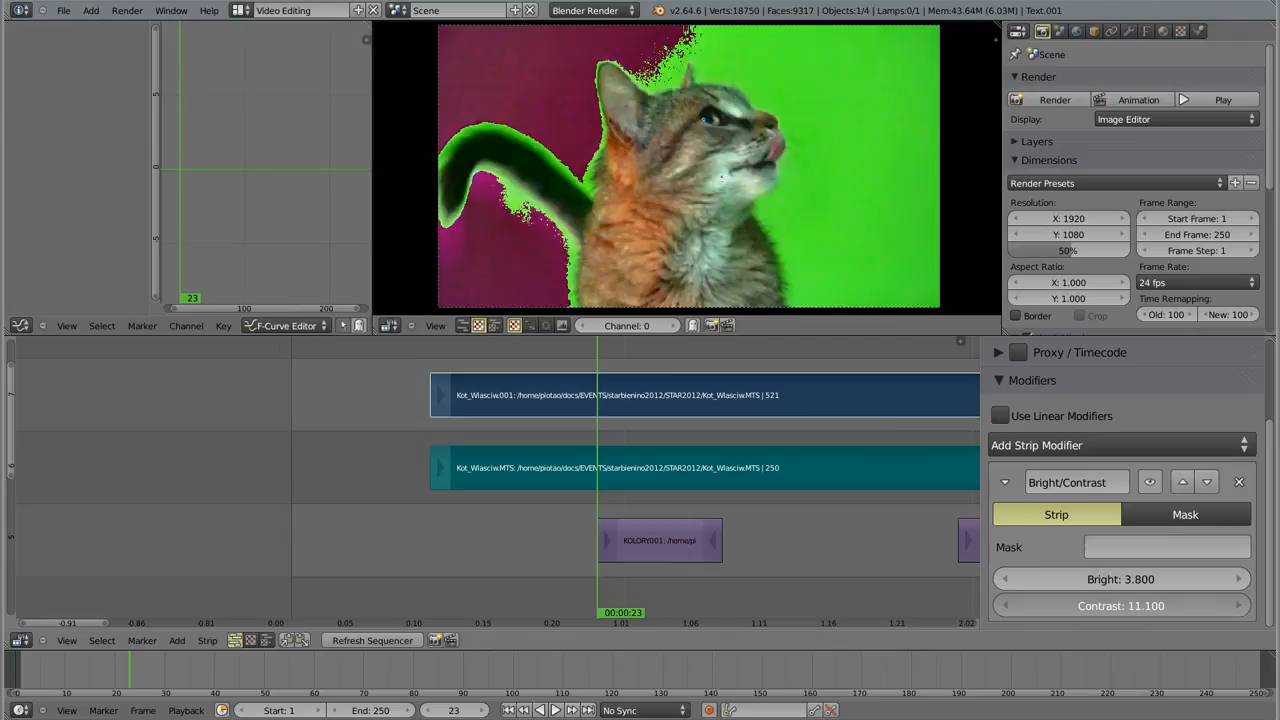 File Add Render Window Help Video Editing Scene Blender Render v2.64.6 | Verts:18750 | Faces:9317 | Objects:1/4 | Lamps:0/1 | Mem:43.64M (6.03M) | Text.001
Scene
Render
Render Animation Play
Display: Image Editor
Layers
Dimensions
Render Presets
Resolution: Frame Range:
X: 1920 Start Frame: 1
Y: 1080 End Frame: 250
50% Frame Step: 1
Aspect Ratio: Frame Rate:
X: 1.000 24 fps
Y: 1.000 Time Remapping:
Border Crop Old: 100 New: 100
5
0
-5
23
100 200
View Select Marker Channel Key F-Curve Editor
View Channel: 0
Proxy / Timecode
Modifiers
Use Linear Modifiers
Add Strip Modifier
Bright/Contrast
Strip Mask
Mask
Bright: 3.800
Contrast: 11.100
7
6
5
Kot_Wlasciw.001: /home/piotao/docs/EVENTS/starbienino2012/STAR2012/Kot_Wlasciw.MTS | 521
Kot_Wlasciw.MTS: /home/piotao/docs/EVENTS/starbienino2012/STAR2012/Kot_Wlasciw.MTS | 250
KOLORY.001: /home/pi
00:00:23
-0.91 -0.86 -0.81 0.00 0.05 0.10 0.15 0.20 1.01 1.06 1.11 1.16 1.21 2.02
View Select Marker Add Strip Refresh Sequencer
0 10 20 30 40 50 60 70 80 90 100 110 120 130 140 150 160 170 180 190 200 210 220 230 240 250
View Marker Frame Playback Start: 1 End: 250 23 No Sync